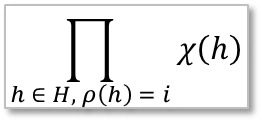 ∏ χ(h)
h ∈ H, ρ(h) = i